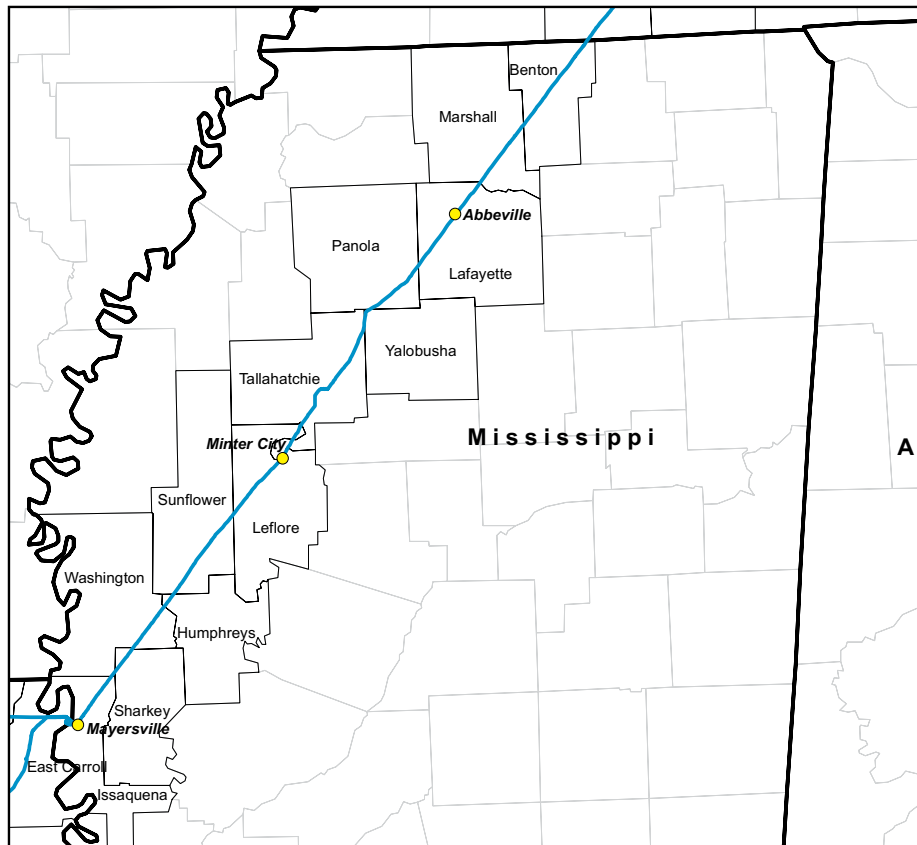 Benton
Marshall
Abbeville
Panola
Lafayette
Yalobusha
Tallahatchie
Mississippi
Minter City
A
Sunflower
Leflore
Washington
Humphreys
Sharkey
Mayersville
East Carroll
Issaquena